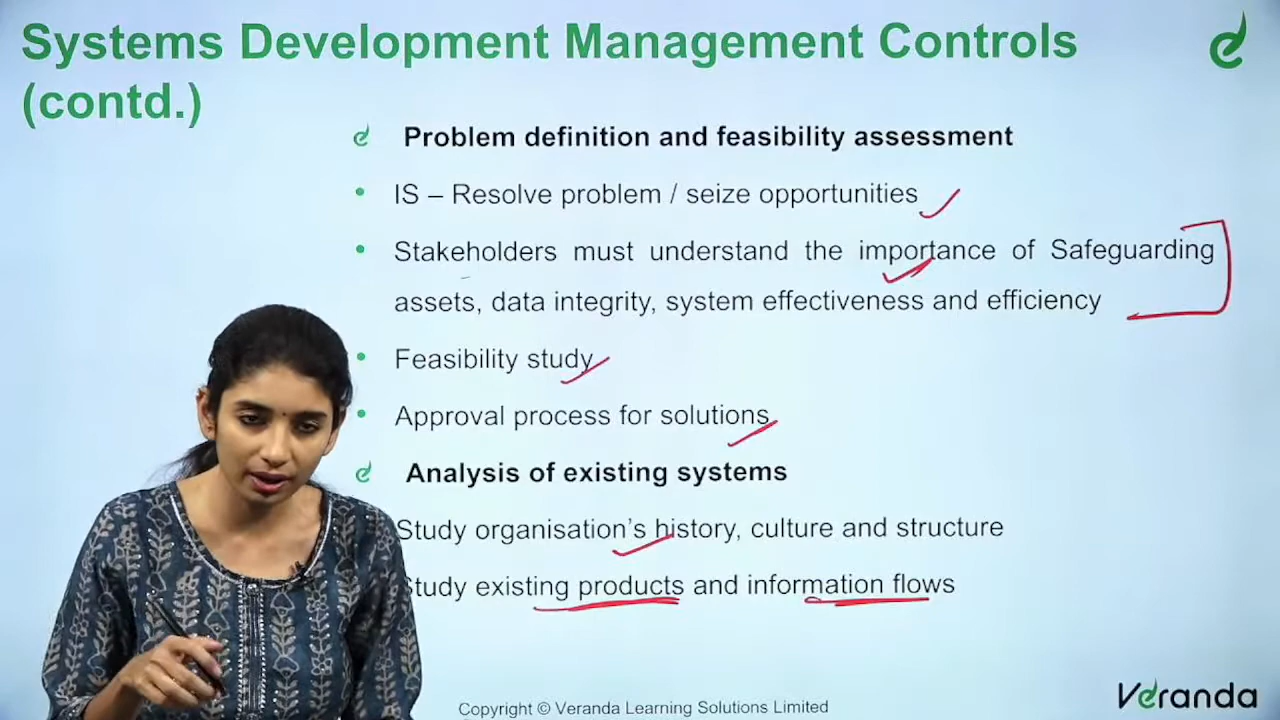 Systems Development Management Controls
(contd.)
Problem definition and feasibility assessment
IS – Resolve problem / seize opportunities
Stakeholders must understand the importance of Safeguarding
assets, data integrity, system effectiveness and efficiency
Feasibility study
Approval process for solutions
Analysis of existing systems
Study organisation's history, culture and structure
Study existing products and information flows
Copyright © Veranda Learning Solutions Limited
Veranda